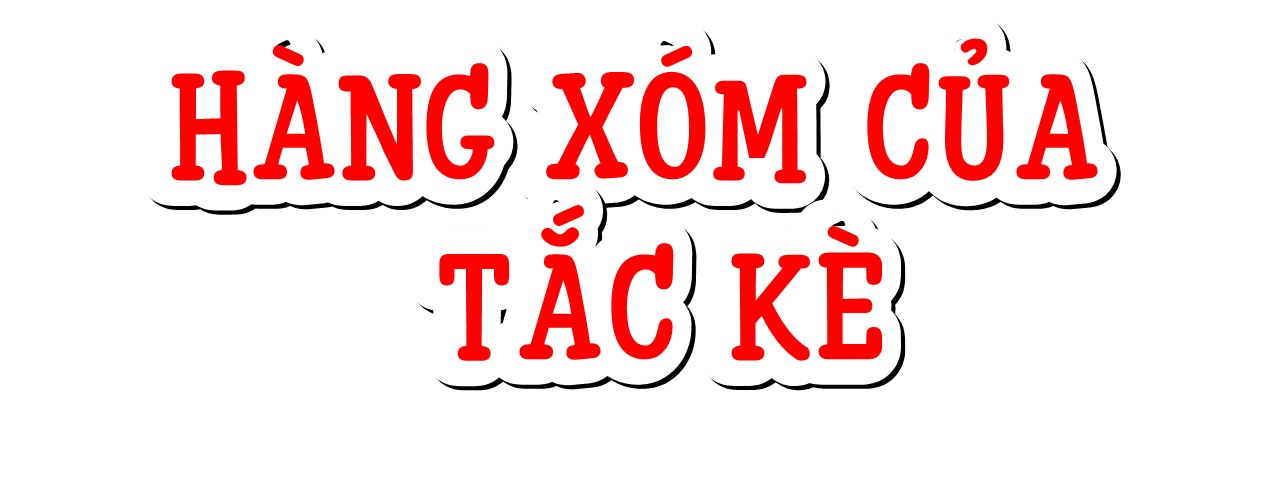 HÀNG XÓM CỦA
TẮC KÈ